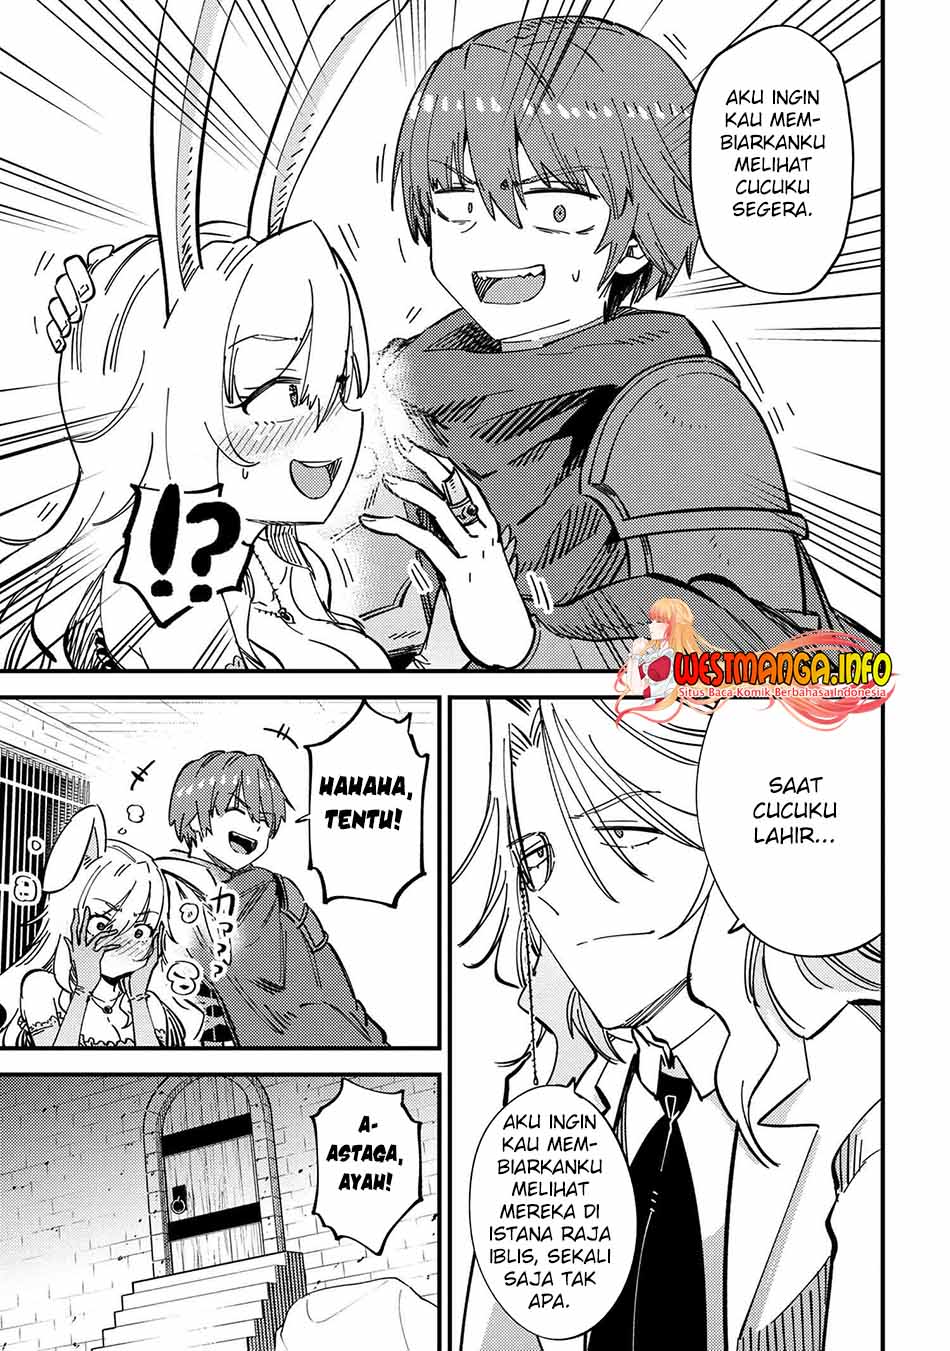 AKU INGIN
KAU MEM-
BIARKANKU
MELIHAT
CUCUKU
SEGERA.
!?
WESTMANGA.INFO
Situs Baca Komik Berbahasa Indonesia
SAAT
CUCUKU
LAHIR...
AKU INGIN
KAU MEM-
BIARKANKU
MELIHAT
MEREKA DI
ISTANA RAJA
IBLIS, SEKALI
SAJA TAK
APA.
HAHAHA,
TENTU!
A-
ASTAGA,
AYAH!